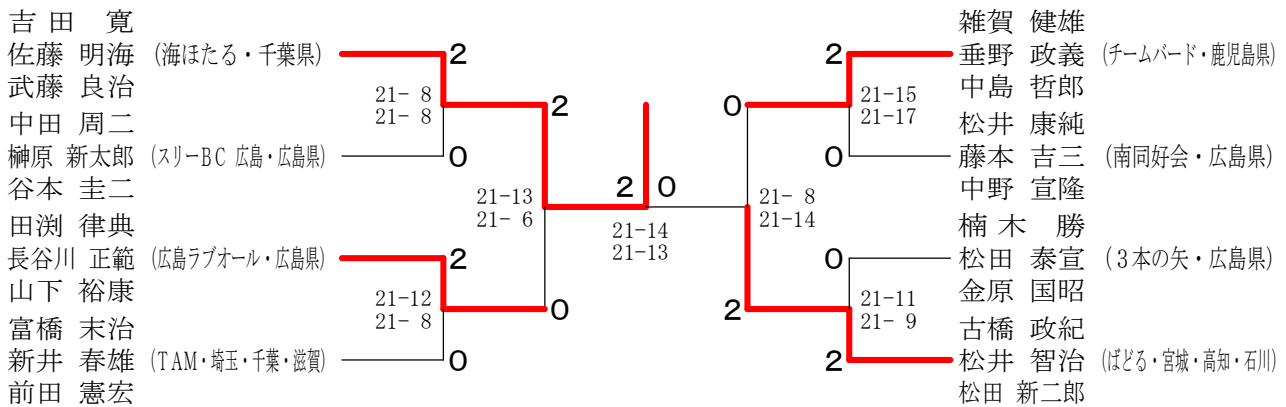 吉田 寛
佐藤 明海 (海ほたる・千葉県)
武藤 良治
中田 周二
榊原 新太郎 (スリーBC 広島・広島県)
谷本 圭二
田渕 律典
長谷川 正範 (広島ラブオール・広島県)
山下 裕康
富橋 末治
新井 春雄 (TAM・埼玉・千葉・滋賀)
前田 憲宏
2
21- 8
21- 8
0
2
21-12
21- 8
0
2
21-13
21- 6
0
2 0
21-14
21-13
0
21- 8
21-14
2
2
21-15
21-17
0
0
21-11
21- 9
2
雑賀 健雄
垂野 政義 (チームバード・鹿児島県)
中島 哲郎
松井 康純
藤本 吉三 (南同好会・広島県)
中野 宣隆
楠木 勝
松田 泰宣 (3本の矢・広島県)
金原 国昭
古橋 政紀
松井 智治 (ばどる・宮城・高知・石川)
松田 新二郎